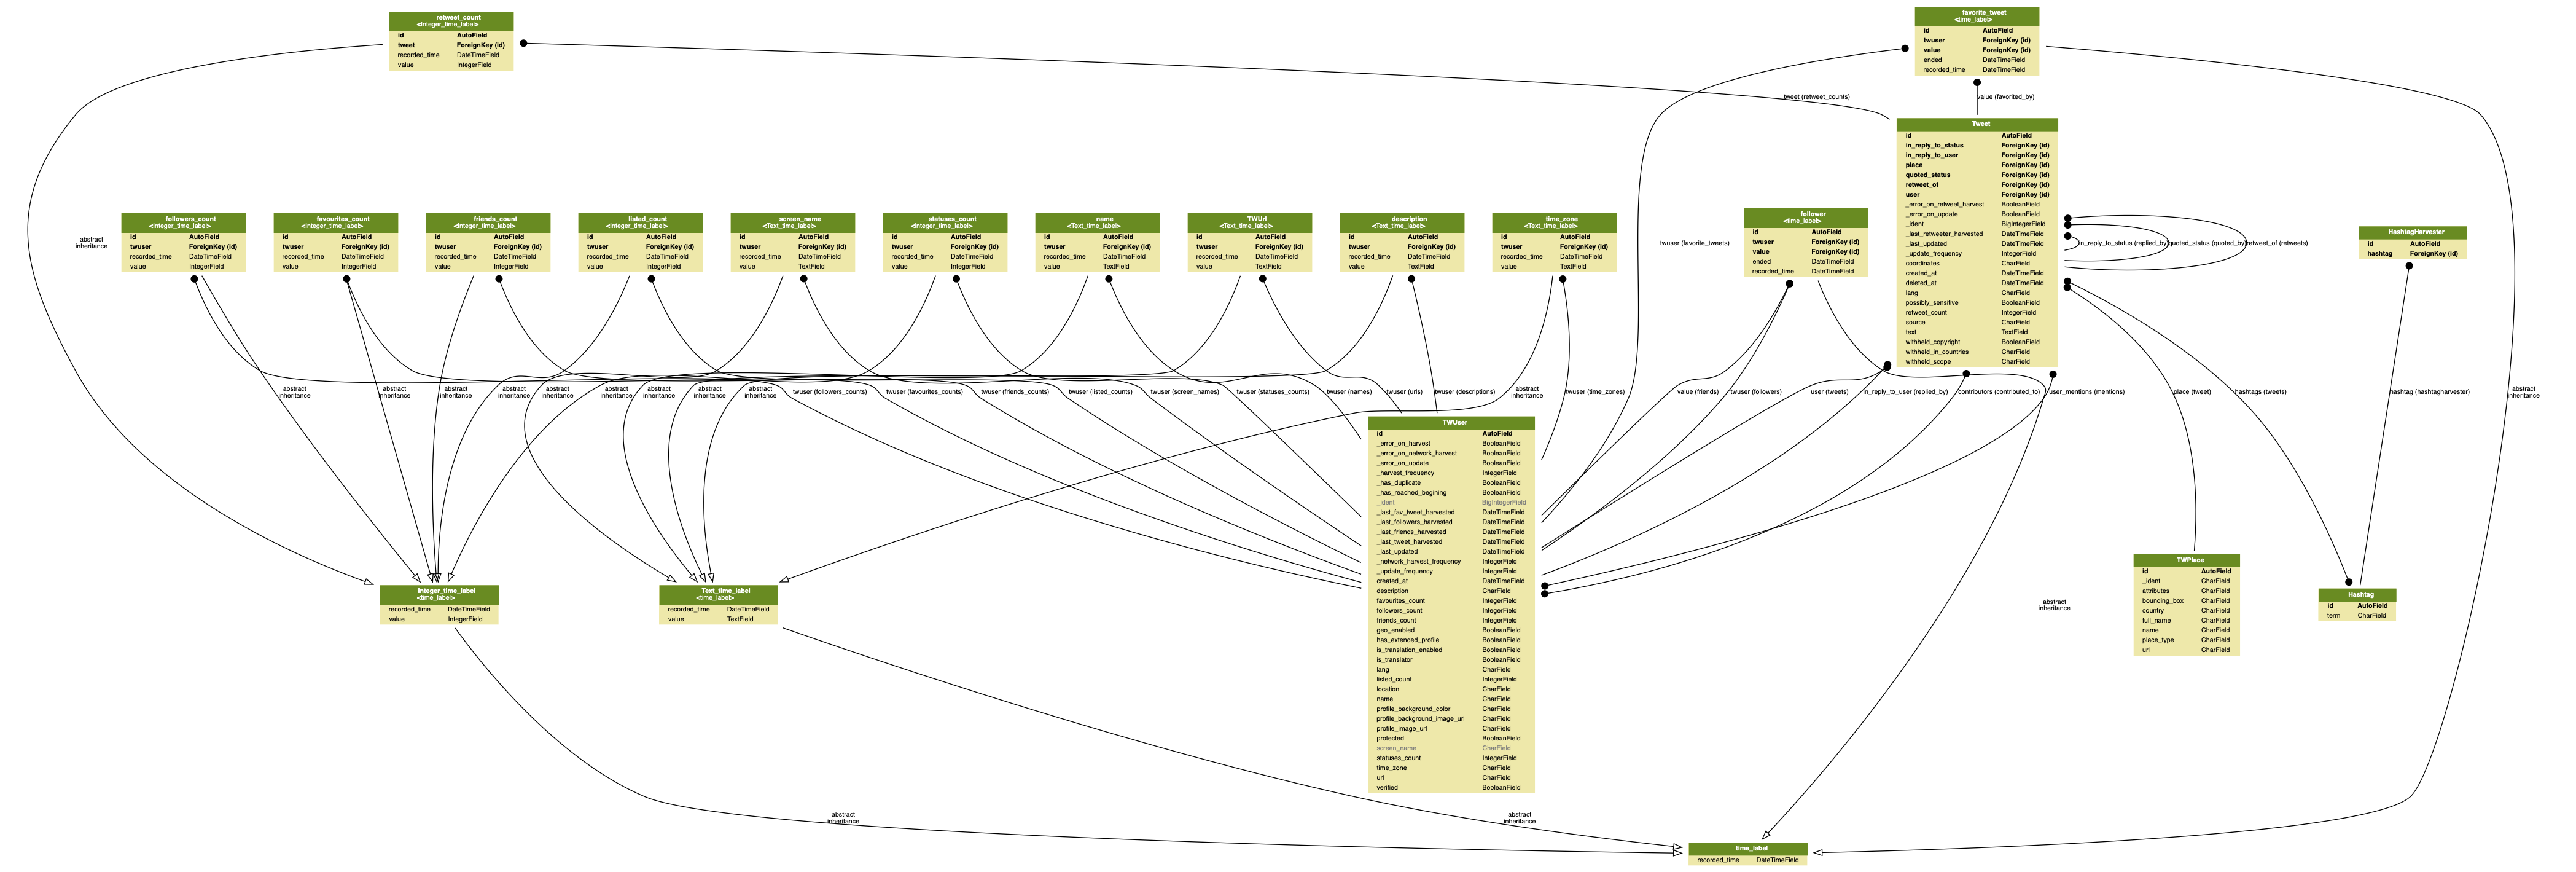 retweet_count
<Integer_time_label>
id AutoField
tweet ForeignKey (id)
recorded_time DateTimeField
value IntegerField
favorite_tweet
<time_label>
id AutoField
twuser ForeignKey (id)
value ForeignKey (id)
ended DateTimeField
recorded_time DateTimeField
tweet (retweet_counts)
value (favorited_by)
Tweet
id AutoField
in_reply_to_status ForeignKey (id)
in_reply_to_user ForeignKey (id)
place ForeignKey (id)
quoted_status ForeignKey (id)
retweet_of ForeignKey (id)
user ForeignKey (id)
_error_on_retweet_harvest BooleanField
_error_on_update BooleanField
_ident BigIntegerField
_last_retweeter_harvested DateTimeField
_last_updated DateTimeField
_update_frequency IntegerField
coordinates CharField
created_at DateTimeField
deleted_at DateTimeField
lang CharField
possibly_sensitive BooleanField
retweet_count IntegerField
source CharField
text TextField
withheld_copyright BooleanField
withheld_in_countries CharField
withheld_scope CharField
in_reply_to_status (replied_by)
quoted_status (quoted_by)
retweet_of (retweets)
abstract
inheritance
followers_count
<Integer_time_label>
id AutoField
twuser ForeignKey (id)
recorded_time DateTimeField
value IntegerField
favourites_count
<Integer_time_label>
id AutoField
twuser ForeignKey (id)
recorded_time DateTimeField
value IntegerField
friends_count
<Integer_time_label>
id AutoField
twuser ForeignKey (id)
recorded_time DateTimeField
value IntegerField
listed_count
<Integer_time_label>
id AutoField
twuser ForeignKey (id)
recorded_time DateTimeField
value IntegerField
screen_name
<Text_time_label>
id AutoField
twuser ForeignKey (id)
recorded_time DateTimeField
value TextField
statuses_count
<Integer_time_label>
id AutoField
twuser ForeignKey (id)
recorded_time DateTimeField
value IntegerField
name
<Text_time_label>
id AutoField
twuser ForeignKey (id)
recorded_time DateTimeField
value TextField
TWUrl
<Text_time_label>
id AutoField
twuser ForeignKey (id)
recorded_time DateTimeField
value TextField
description
<Text_time_label>
id AutoField
twuser ForeignKey (id)
recorded_time DateTimeField
value TextField
time_zone
<Text_time_label>
id AutoField
twuser ForeignKey (id)
recorded_time DateTimeField
value TextField
twuser (favorite_tweets)
follower
<time_label>
id AutoField
twuser ForeignKey (id)
value ForeignKey (id)
ended DateTimeField
recorded_time DateTimeField
HashtagHarvester
id AutoField
hashtag ForeignKey (id)
abstract
inheritance
abstract
inheritance
abstract
inheritance
abstract
inheritance
abstract
inheritance
abstract
inheritance
abstract
inheritance
abstract
inheritance
abstract
inheritance
twuser (followers_counts)
twuser (favourites_counts)
twuser (friends_counts)
twuser (listed_counts)
twuser (screen_names)
twuser (statuses_counts)
twuser (names)
twuser (urls)
twuser (descriptions)
abstract
inheritance
twuser (time_zones)
value (friends)
twuser (followers)
user (tweets)
in_reply_to_user (replied_by)
contributors (contributed_to)
user_mentions (mentions)
place (tweet)
hashtags (tweets)
hashtag (hashtagharvester)
abstract
inheritance
TWUser
id AutoField
_error_on_harvest BooleanField
_error_on_network_harvest BooleanField
_error_on_update BooleanField
_harvest_frequency IntegerField
_has_duplicate BooleanField
_has_reached_begining BooleanField
_ident BigIntegerField
_last_fav_tweet_harvested DateTimeField
_last_followers_harvested DateTimeField
_last_friends_harvested DateTimeField
_last_tweet_harvested DateTimeField
_last_updated DateTimeField
_network_harvest_frequency IntegerField
_update_frequency IntegerField
created_at DateTimeField
description CharField
favourites_count IntegerField
followers_count IntegerField
friends_count IntegerField
geo_enabled BooleanField
has_extended_profile BooleanField
is_translation_enabled BooleanField
is_translator BooleanField
lang CharField
listed_count IntegerField
location CharField
name CharField
profile_background_color CharField
profile_background_image_url CharField
profile_image_url CharField
protected BooleanField
screen_name CharField
statuses_count IntegerField
time_zone CharField
url CharField
verified BooleanField
Integer_time_label
<time_label>
recorded_time DateTimeField
value IntegerField
Text_time_label
<time_label>
recorded_time DateTimeField
value TextField
abstract
inheritance
TWPlace
id AutoField
_ident CharField
attributes CharField
bounding_box CharField
country CharField
full_name CharField
name CharField
place_type CharField
url CharField
Hashtag
id AutoField
term CharField
abstract
inheritance
abstract
inheritance
time_label
recorded_time DateTimeField